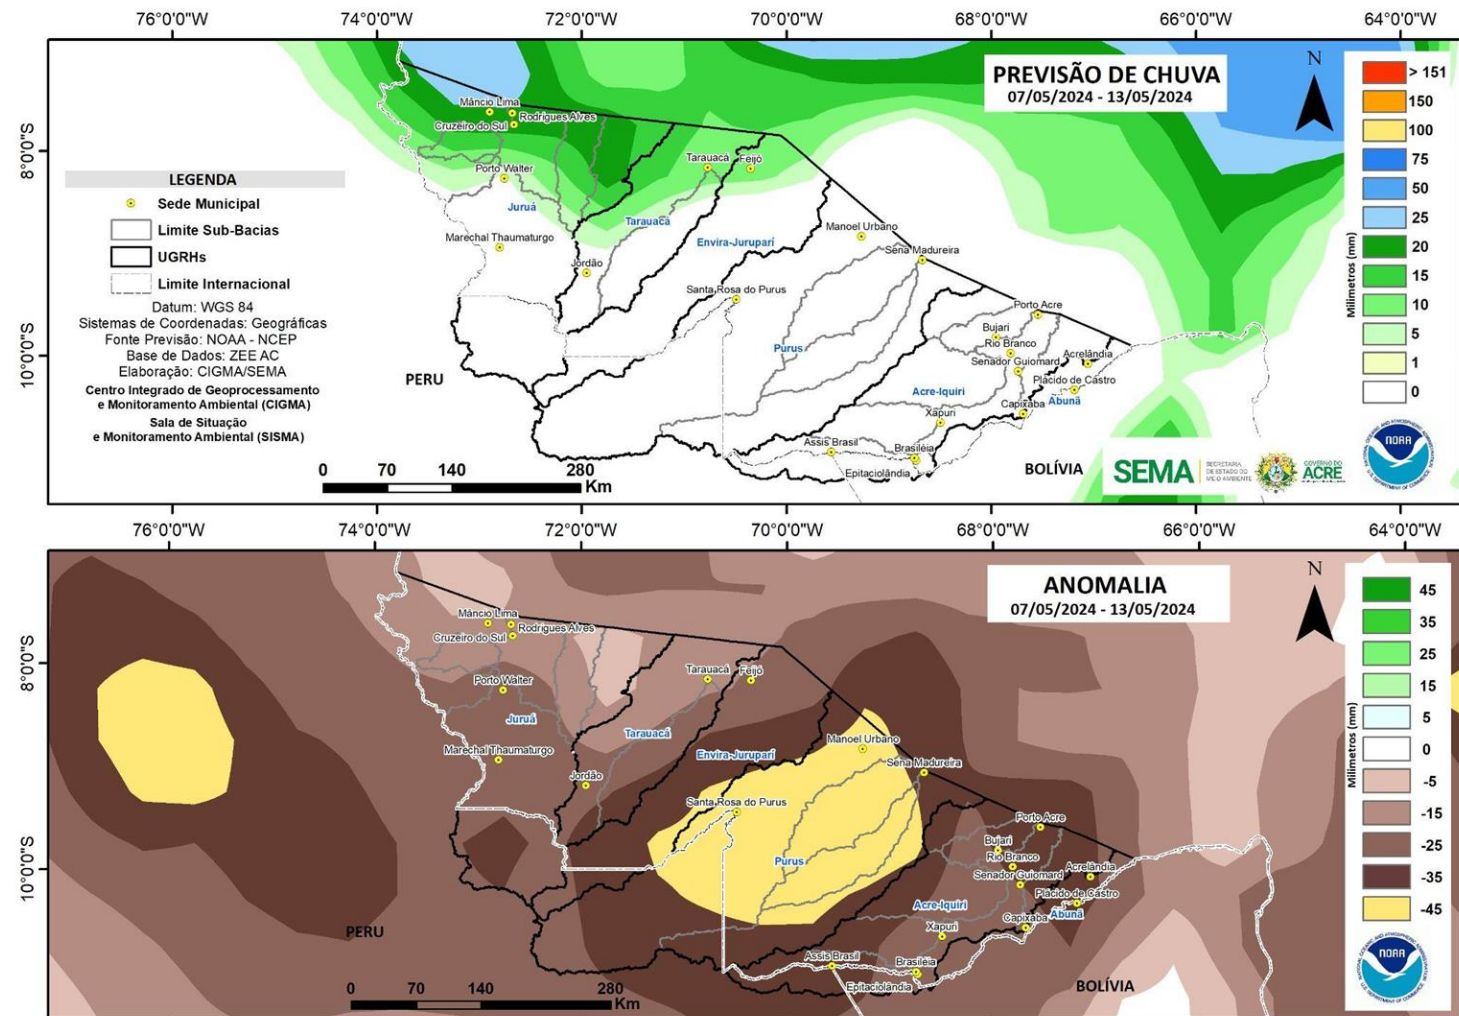 76°0'0"W 74°0'0"W 72°0'0"W 70°0'0"W 68°0'0"W 66°0'0"W 64°0'0"W
PREVISÃO DE CHUVA
07/05/2024 - 13/05/2024
N
> 151
150
100
75
50
25
20
15
10
5
1
0
Milímetros (mm)
8°0'0"S
10°0'0"S
LEGENDA
Sede Municipal
Limite Sub-Bacias
UGRHs
Limite Internacional
Datum: WGS 84
Sistemas de Coordenadas: Geográficas
Fonte Previsão: NOAA - NCEP
Base de Dados: ZEE AC
Elaboração: CIGMA/SEMA
Centro Integrado de Geoprocessamento
e Monitoramento Ambiental (CIGMA)
Sala de Situação
e Monitoramento Ambiental (SISMA)
Mâncio Lima
Rodrigues Alves
Cruzeiro do Sul
Porto Walter
Tarauacá
Feijó
Juruá
Tarauacá
Manoel Urbano
Marechal Thaumaturgo
Envira-Jurupari
Sena Madureira
Jordão
Santa Rosa do Purus
Porto Acre
Bujari
Rio Branco
Purus
Acrelândia
Senador Guiomard
PERU
Plácido de Castro
Acre-Iquiri
Abunã
Capixaba
Xapuri
Assis Brasil
Brasiléia
Epitaciolândia
BOLÍVIA
0 70 140 280
Km
SEMA
SECRETARIA
DE ESTADO DO
MEIO AMBIENTE
GOVERNO DO
ACRE
NOAA
76°0'0"W 74°0'0"W 72°0'0"W 70°0'0"W 68°0'0"W 66°0'0"W 64°0'0"W
ANOMALIA
07/05/2024 - 13/05/2024
N
45
35
25
15
5
0
-5
-15
-25
-35
-45
Milímetros (mm)
8°0'0"S
10°0'0"S
Mâncio Lima
Rodrigues Alves
Cruzeiro do Sul
Porto Walter
Tarauacá
Feijó
Juruá
Tarauacá
Manoel Urbano
Marechal Thaumaturgo
Envira-Jurupari
Sena Madureira
Jordão
Santa Rosa do Purus
Porto Acre
Bujari
Rio Branco
Purus
Acrelândia
Senador Guiomard
Plácido de Castro
Acre-Iquiri
Abunã
Capixaba
PERU
Xapuri
Assis Brasil
Brasiléia
Epitaciolândia
BOLÍVIA
0 70 140 280
Km
NOAA